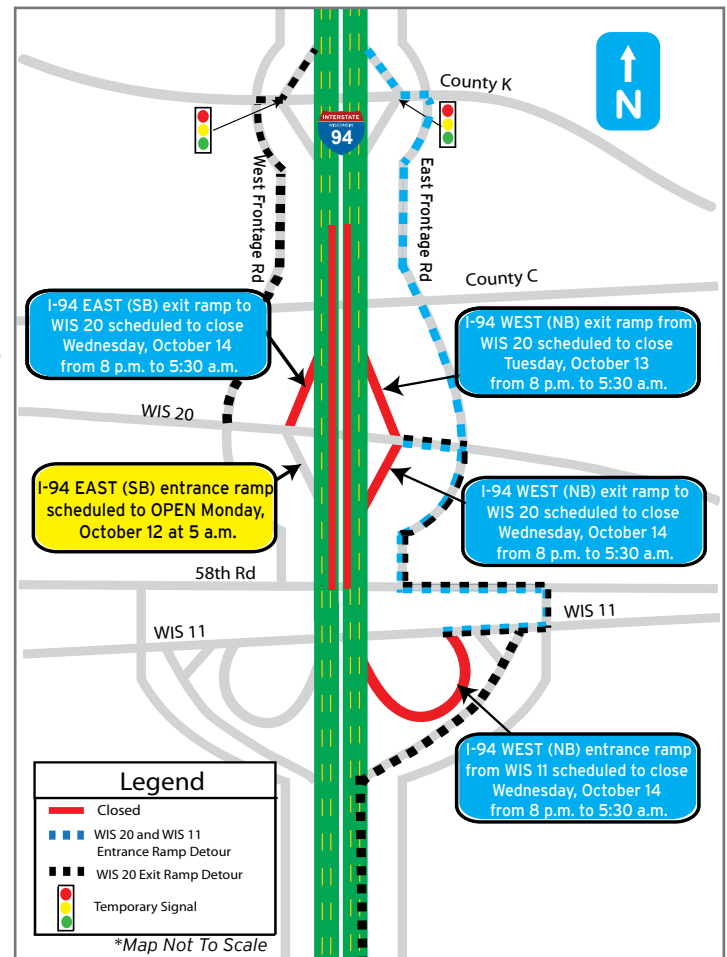 County K
N
INTERSTATE
WISCONSIN
94
West Frontage Rd
East Frontage Rd
County C
I-94 EAST (SB) exit ramp to
WIS 20 scheduled to close
Wednesday, October 14
from 8 p.m. to 5:30 a.m.
I-94 WEST (NB) exit ramp from
WIS 20 scheduled to close
Tuesday, October 13
from 8 p.m. to 5:30 a.m.
WIS 20
I-94 EAST (SB) entrance ramp
scheduled to OPEN Monday,
October 12 at 5 a.m.
I-94 WEST (NB) exit ramp to
WIS 20 scheduled to close
Wednesday, October 14
from 8 p.m. to 5:30 a.m.
58th Rd
WIS 11
WIS 11
I-94 WEST (NB) entrance ramp
from WIS 11 scheduled to close
Wednesday, October 14
from 8 p.m. to 5:30 a.m.
Legend
Closed
WIS 20 and WIS 11
Entrance Ramp Detour
WIS 20 Exit Ramp Detour
Temporary Signal
*Map Not To Scale